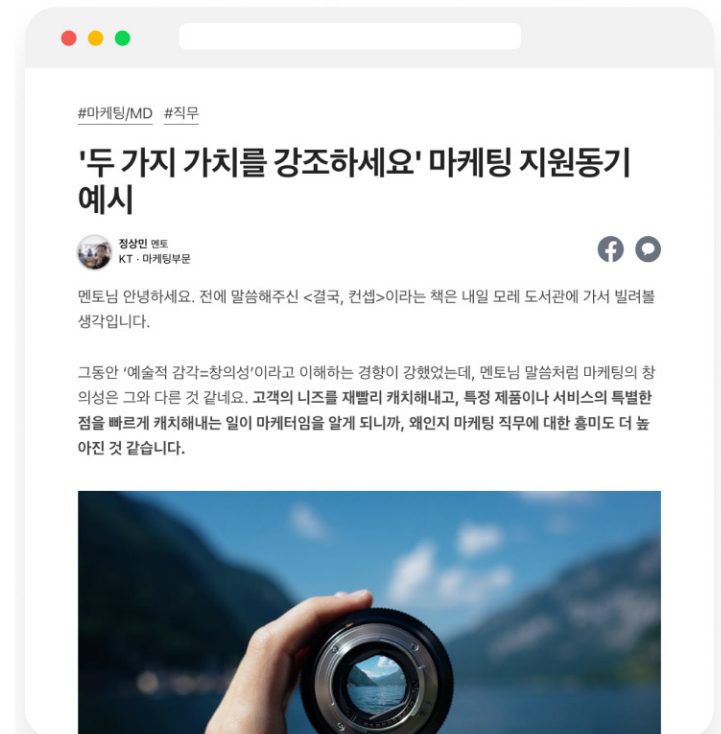 #마케팅/MD #직무
'두 가지 가치를 강조하세요' 마케팅 지원동기
예시
정상민 멘토
KT · 마케팅부문
멘토님 안녕하세요. 전에 말씀해주신 <결국, 컨셉>이라는 책은 내일 모레 도서관에 가서 빌려볼
생각입니다.
그동안 ‘예술적 감각=창의성’이라고 이해하는 경향이 강했었는데, 멘토님 말씀처럼 마케팅의 창
의성은 그와 다른 것 같네요. 고객의 니즈를 재빨리 캐치해내고, 특정 제품이나 서비스의 특별한
점을 빠르게 캐치해내는 일이 마케터임을 알게 되니까, 왜인지 마케팅 직무에 대한 흥미도 더 높
아진 것 같습니다.